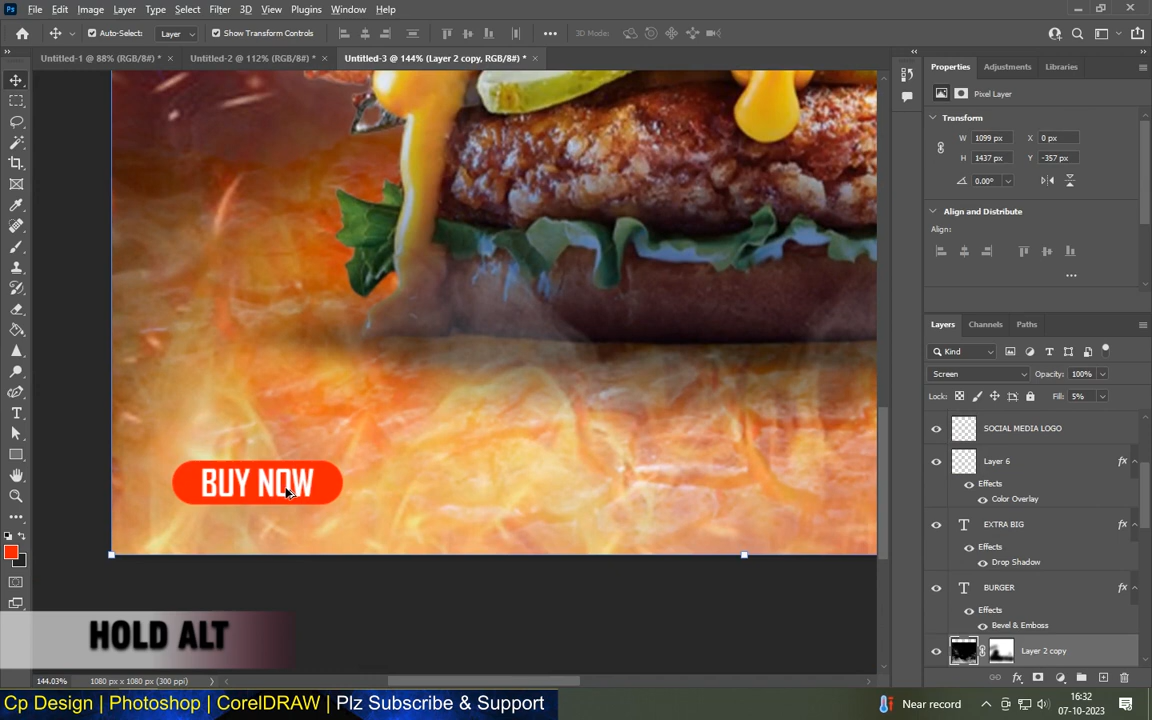 Ps File Edit Image Layer Type Select Filter 3D View Plugins Window Help
Auto-Select: Layer Show Transform Controls 3D Mode:
Untitled-1 @ 88% (RGB/8#) * × Untitled-2 @ 112% (RGB/8#) * × Untitled-3 @ 144% (Layer 2 copy, RGB/8#) * ×
Properties Adjustments Libraries
Pixel Layer
Transform
W 1099 px X 0 px
H 1437 px Y -357 px
0.00°
Align and Distribute
Align:
Layers Channels Paths
Kind
Screen Opacity: 100%
Lock: Fill: 5%
SOCIAL MEDIA LOGO
Layer 6 fx
Effects
Color Overlay
EXTRA BIG fx
Effects
Drop Shadow
BURGER fx
Effects
Bevel & Emboss
Layer 2 copy
BUY NOW
HOLD ALT
144.03% 1080 px x 1080 px (300 ppi)
Cp Design | Photoshop | CorelDRAW | Plz Subscribe & Support
Near record
16:32
07-10-2023